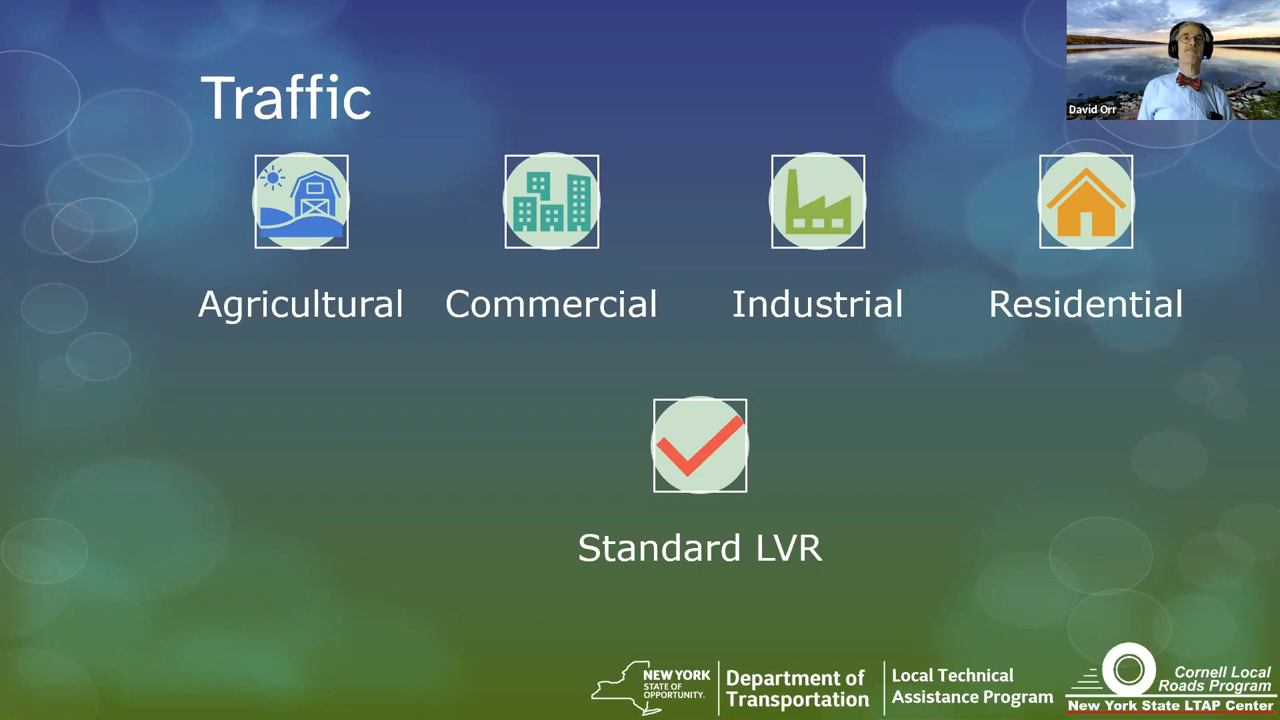 Traffic
David Orr
Agricultural
Commercial
Industrial
Residential
Standard LVR
NEW YORK
STATE OF
OPPORTUNITY.
Department of
Transportation
Local Technical
Assistance Program
Cornell Local
Roads Program
New York State LTAP Center